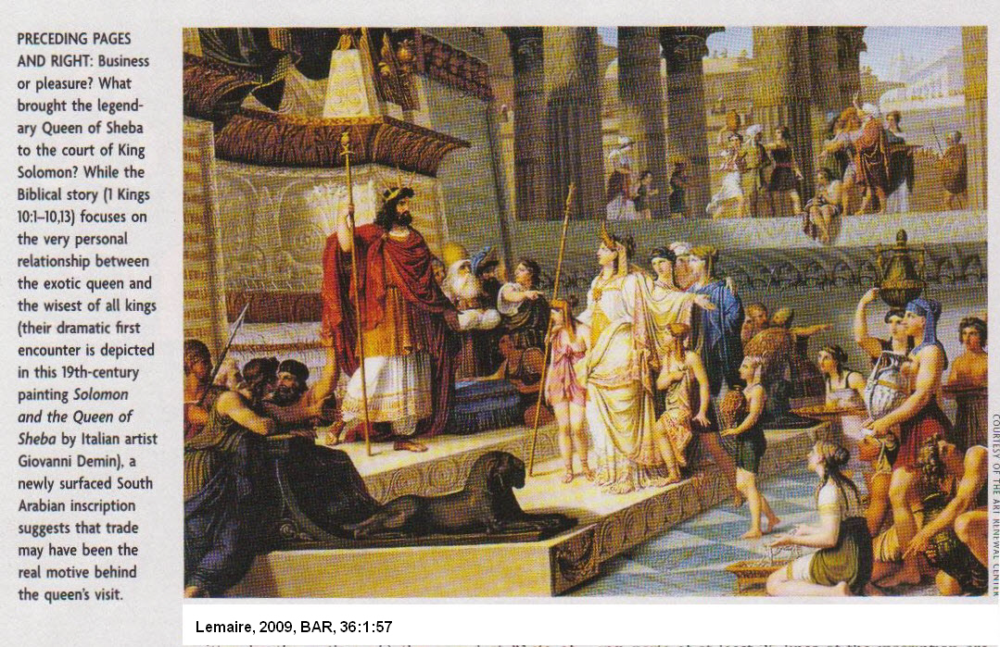 PRECEDING PAGES
AND RIGHT: Business
or pleasure? What
brought the legend-
ary Queen of Sheba
to the court of King
Solomon? While the
Biblical story (1 Kings
10:1–10,13) focuses on
the very personal
relationship between
the exotic queen and
the wisest of all kings
(their dramatic first
encounter is depicted
in this 19th-century
painting Solomon
and the Queen of
Sheba by Italian artist
Giovanni Demin), a
newly surfaced South
Arabian inscription
suggests that trade
may have been the
real motive behind
the queen's visit.
COURTESY OF THE ART RENEWAL CENTER
Lemaire, 2009, BAR, 36:1:57